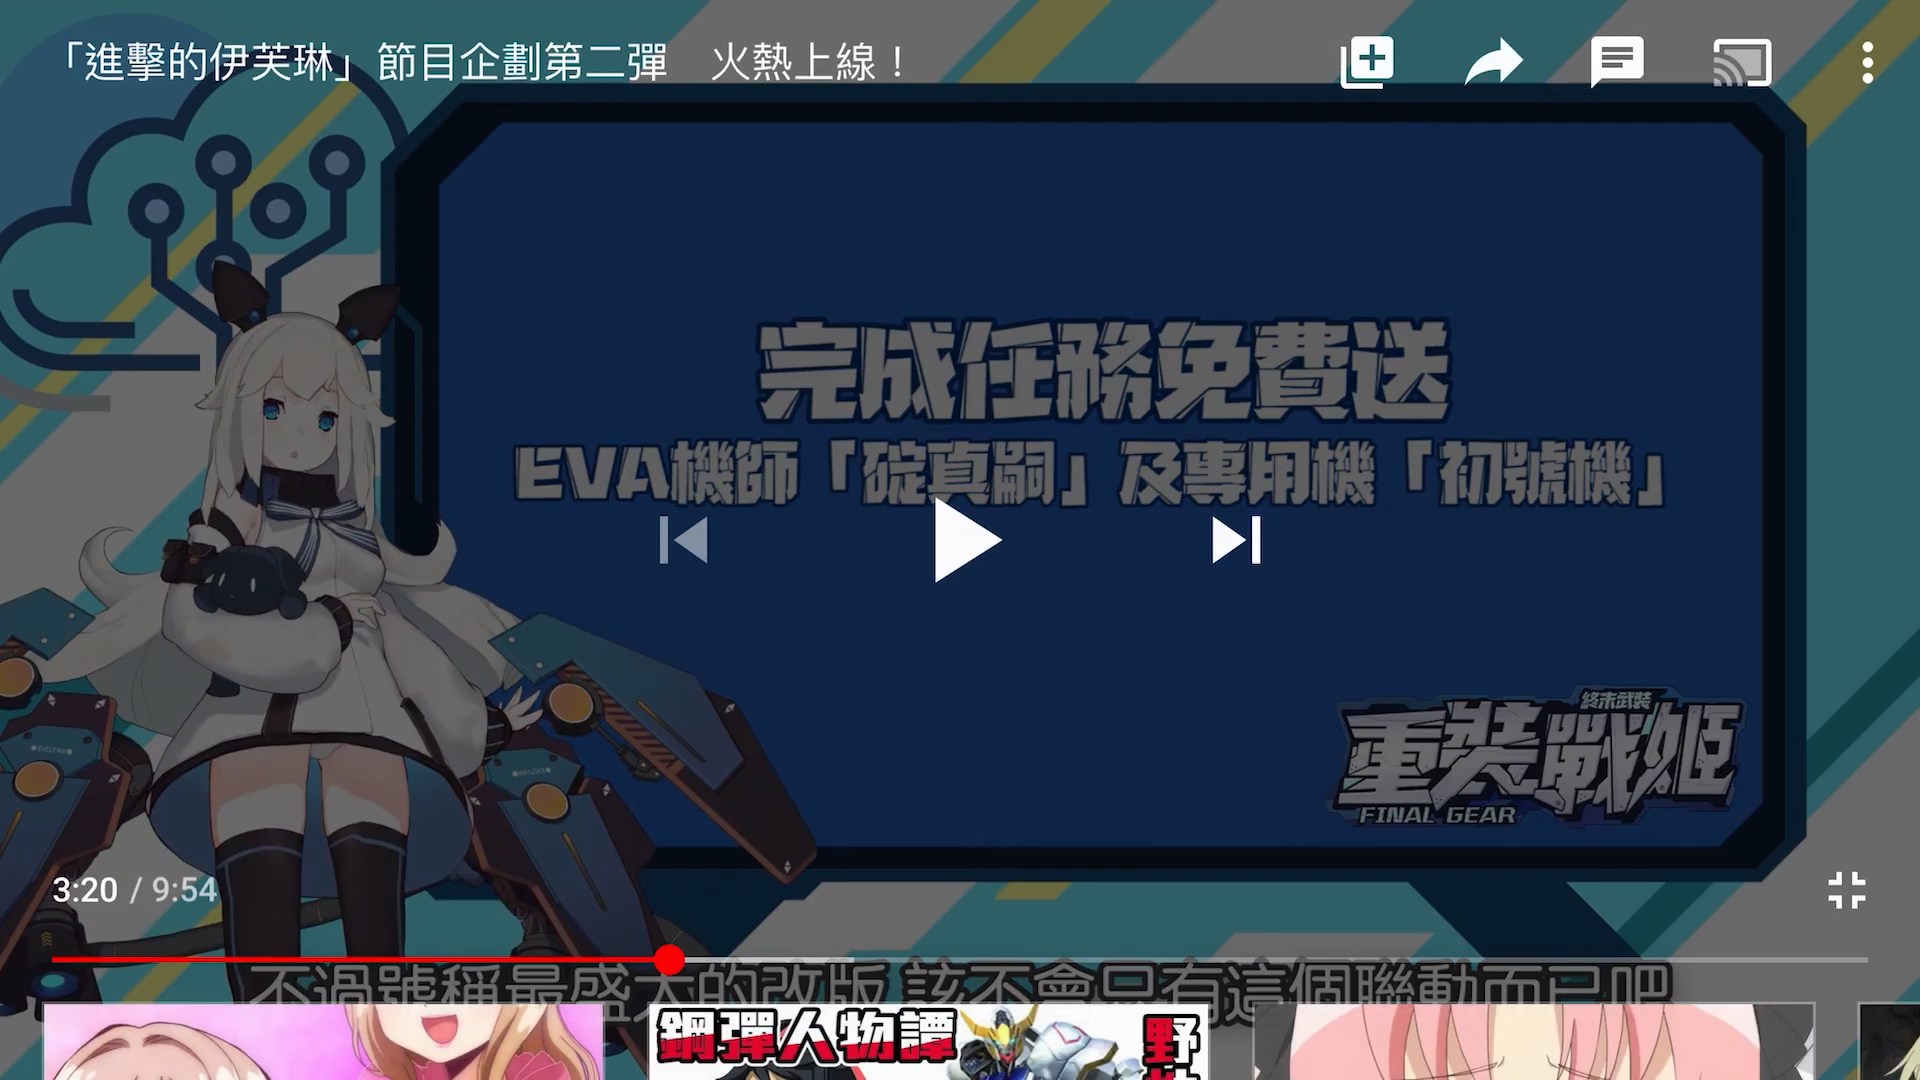 「進擊的伊芙琳」節目企劃第二彈　火熱上線！
完成任務免費送
EVA機師「碇真嗣」及專用機「初號機」
終末武裝
重裝戰姬
FINAL GEAR
3:20 / 9:54
不過號稱最盛大的改版 該不會只有這個聯動而已吧
鋼彈人物譚
野